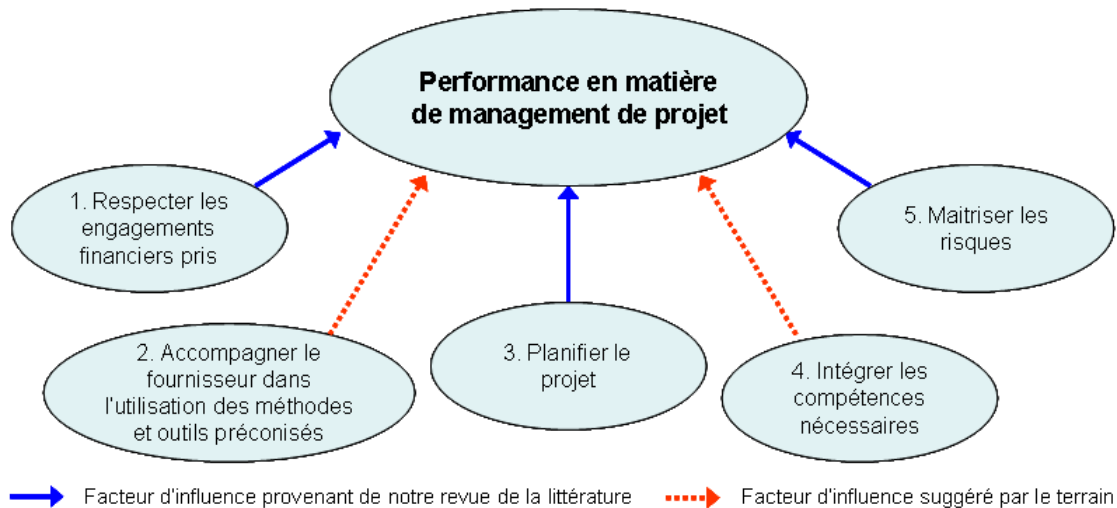 Performance en matière
de management de projet
1. Respecter les
engagements
financiers pris
5. Maitriser les
risques
2. Accompagner le
fournisseur dans
l'utilisation des méthodes
et outils préconisés
3. Planifier le
projet
4. Intégrer les
compétences
nécessaires
Facteur d'influence provenant de notre revue de la littérature
Facteur d'influence suggéré par le terrain